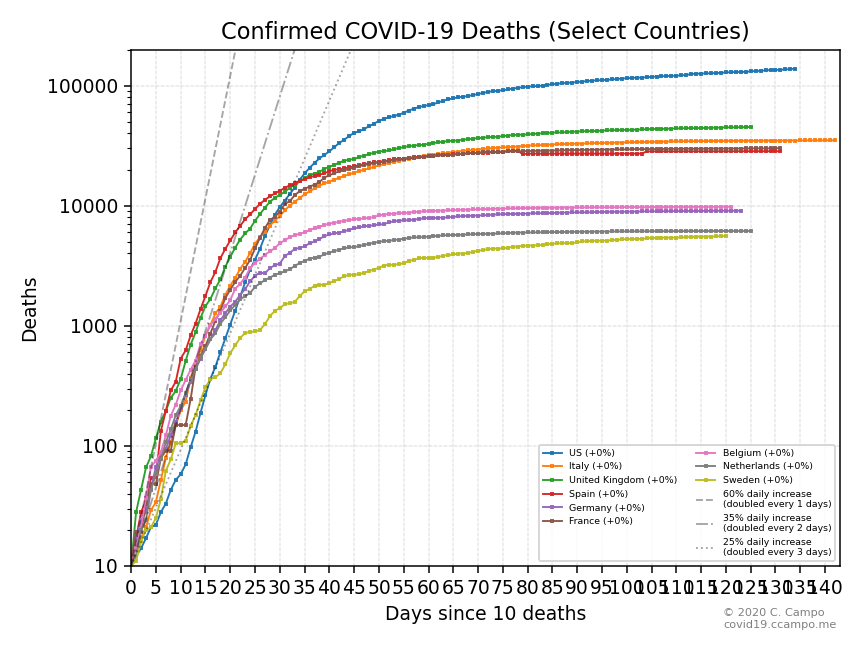 Confirmed COVID-19 Deaths (Select Countries)
100000
10000
1000
100
10
Deaths
0 5 10 15 20 25 30 35 40 45 50 55 60 65 70 75 80 85 90 95 100 105 110 115 120 125 130 135 140
Days since 10 deaths
US (+0%)
Italy (+0%)
United Kingdom (+0%)
Spain (+0%)
Germany (+0%)
France (+0%)
Belgium (+0%)
Netherlands (+0%)
Sweden (+0%)
60% daily increase
(doubled every 1 days)
35% daily increase
(doubled every 2 days)
25% daily increase
(doubled every 3 days)
© 2020 C. Campo
covid19.ccampo.me